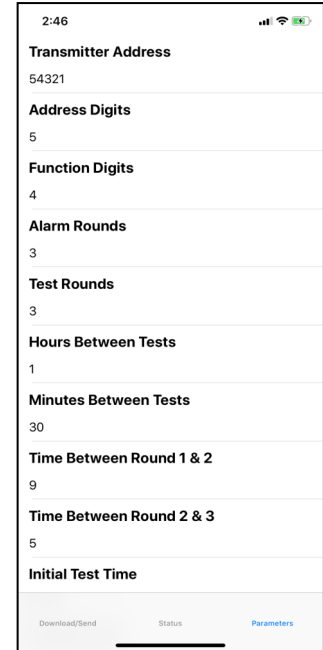 2:46
Transmitter Address
54321
Address Digits
5
Function Digits
4
Alarm Rounds
3
Test Rounds
3
Hours Between Tests
1
Minutes Between Tests
30
Time Between Round 1 & 2
9
Time Between Round 2 & 3
5
Initial Test Time
Download/Send Status Parameters